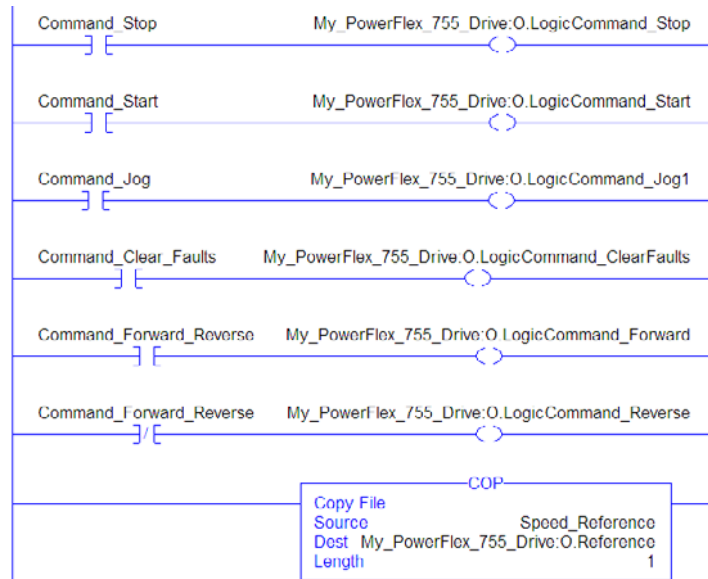 Command_Stop My_PowerFlex_755_Drive:O.LogicCommand_Stop
Command_Start My_PowerFlex_755_Drive:O.LogicCommand_Start
Command_Jog My_PowerFlex_755_Drive:O.LogicCommand_Jog1
Command_Clear_Faults My_PowerFlex_755_Drive:O.LogicCommand_ClearFaults
Command_Forward_Reverse My_PowerFlex_755_Drive:O.LogicCommand_Forward
Command_Forward_Reverse My_PowerFlex_755_Drive:O.LogicCommand_Reverse
COP
Copy File
Source Speed_Reference
Dest My_PowerFlex_755_Drive:O.Reference
Length 1